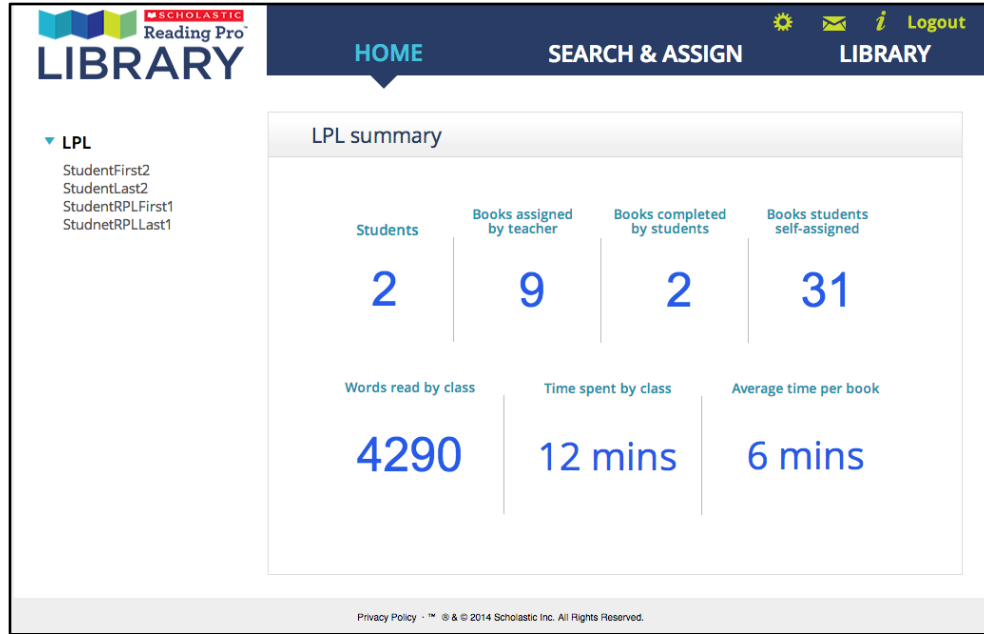 SCHOLASTIC
Reading Pro™
LIBRARY
Logout
HOME SEARCH & ASSIGN LIBRARY
LPL
StudentFirst2
StudentLast2
StudentRPLFirst1
StudnetRPLLast1
LPL summary
Students
2
Books assigned
by teacher
9
Books completed
by students
2
Books students
self-assigned
31
Words read by class
4290
Time spent by class
12 mins
Average time per book
6 mins
Privacy Policy · ™ ® & © 2014 Scholastic Inc. All Rights Reserved.